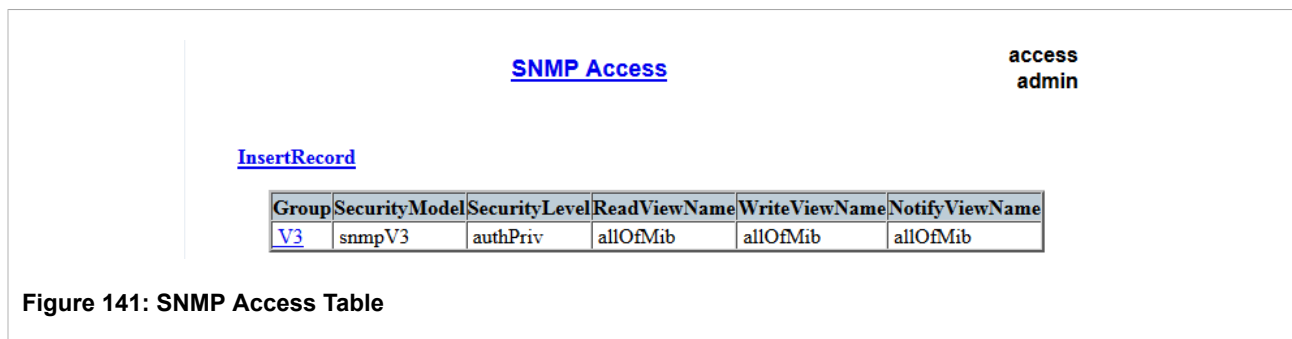 SNMP Access
access
admin
InsertRecord
Group SecurityModel SecurityLevel ReadViewName WriteViewName NotifyViewName
V3 snmpV3 authPriv allOfMib allOfMib allOfMib
Figure 141: SNMP Access Table